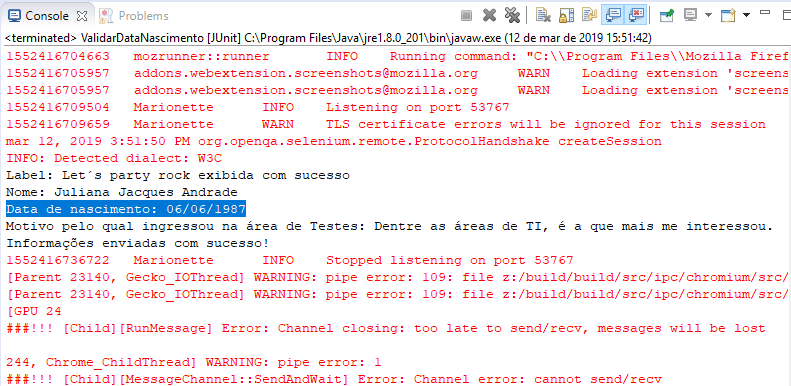 Console Problems
<terminated> ValidarDataNascimento [JUnit] C:\Program Files\Java\jre1.8.0_201\bin\javaw.exe (12 de mar de 2019 15:51:42)
1552416704663 mozrunner::runner INFO Running command: "C:\\Program Files\\Mozilla Firef
1552416705957 addons.webextension.screenshots@mozilla.org WARN Loading extension 'screens
1552416705957 addons.webextension.screenshots@mozilla.org WARN Loading extension 'screens
1552416709504 Marionette INFO Listening on port 53767
1552416709659 Marionette WARN TLS certificate errors will be ignored for this session
mar 12, 2019 3:51:50 PM org.openqa.selenium.remote.ProtocolHandshake createSession
INFO: Detected dialect: W3C
Label: Let´s party rock exibida com sucesso
Nome: Juliana Jacques Andrade
Data de nascimento: 06/06/1987
Motivo pelo qual ingressou na área de Testes: Dentre as áreas de TI, é a que mais me interessou.
Informações enviadas com sucesso!
1552416736722 Marionette INFO Stopped listening on port 53767
[Parent 23140, Gecko_IOThread] WARNING: pipe error: 109: file z:/build/build/src/ipc/chromium/src/
[Parent 23140, Gecko_IOThread] WARNING: pipe error: 109: file z:/build/build/src/ipc/chromium/src/
[GPU 24
###!!! [Child][RunMessage] Error: Channel closing: too late to send/recv, messages will be lost
244, Chrome_ChildThread] WARNING: pipe error: 1
###!!! [Child][MessageChannel::SendAndWait] Error: Channel error: cannot send/recv